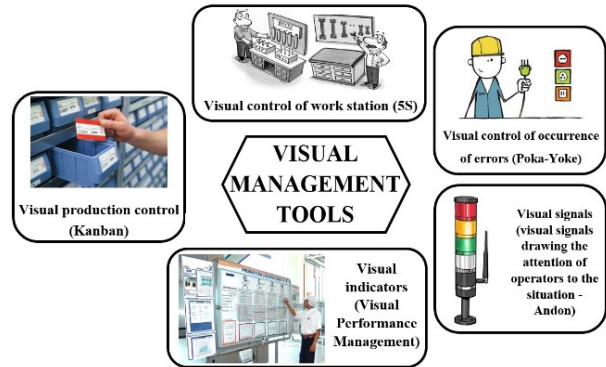 Visual control of work station (5S)
Visual control of occurrence
of errors (Poka-Yoke)
Visual production control
(Kanban)
VISUAL
MANAGEMENT
TOOLS
Visual signals
(visual signals
drawing the
attention of
operators to the
situation -
Andon)
Visual
indicators
(Visual
Performance
Management)